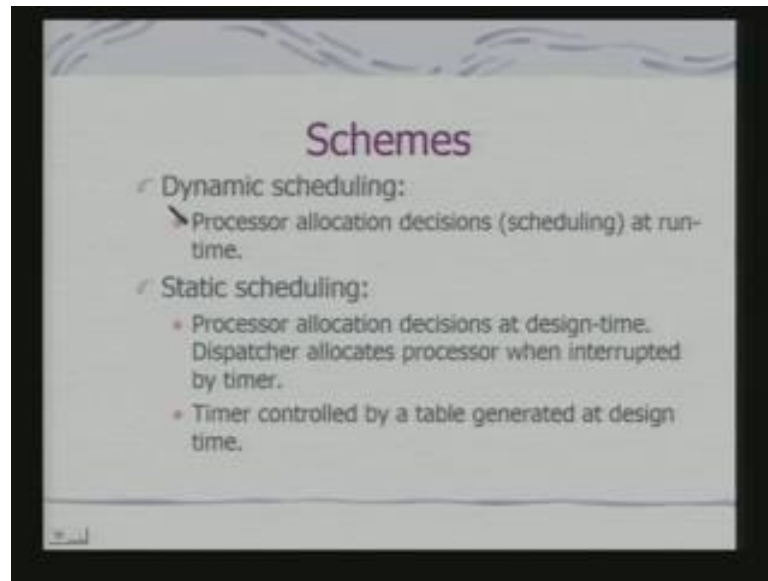 Schemes
Dynamic scheduling:
Processor allocation decisions (scheduling) at run-
time.
Static scheduling:
Processor allocation decisions at design-time.
Dispatcher allocates processor when interrupted
by timer.
Timer controlled by a table generated at design
time.